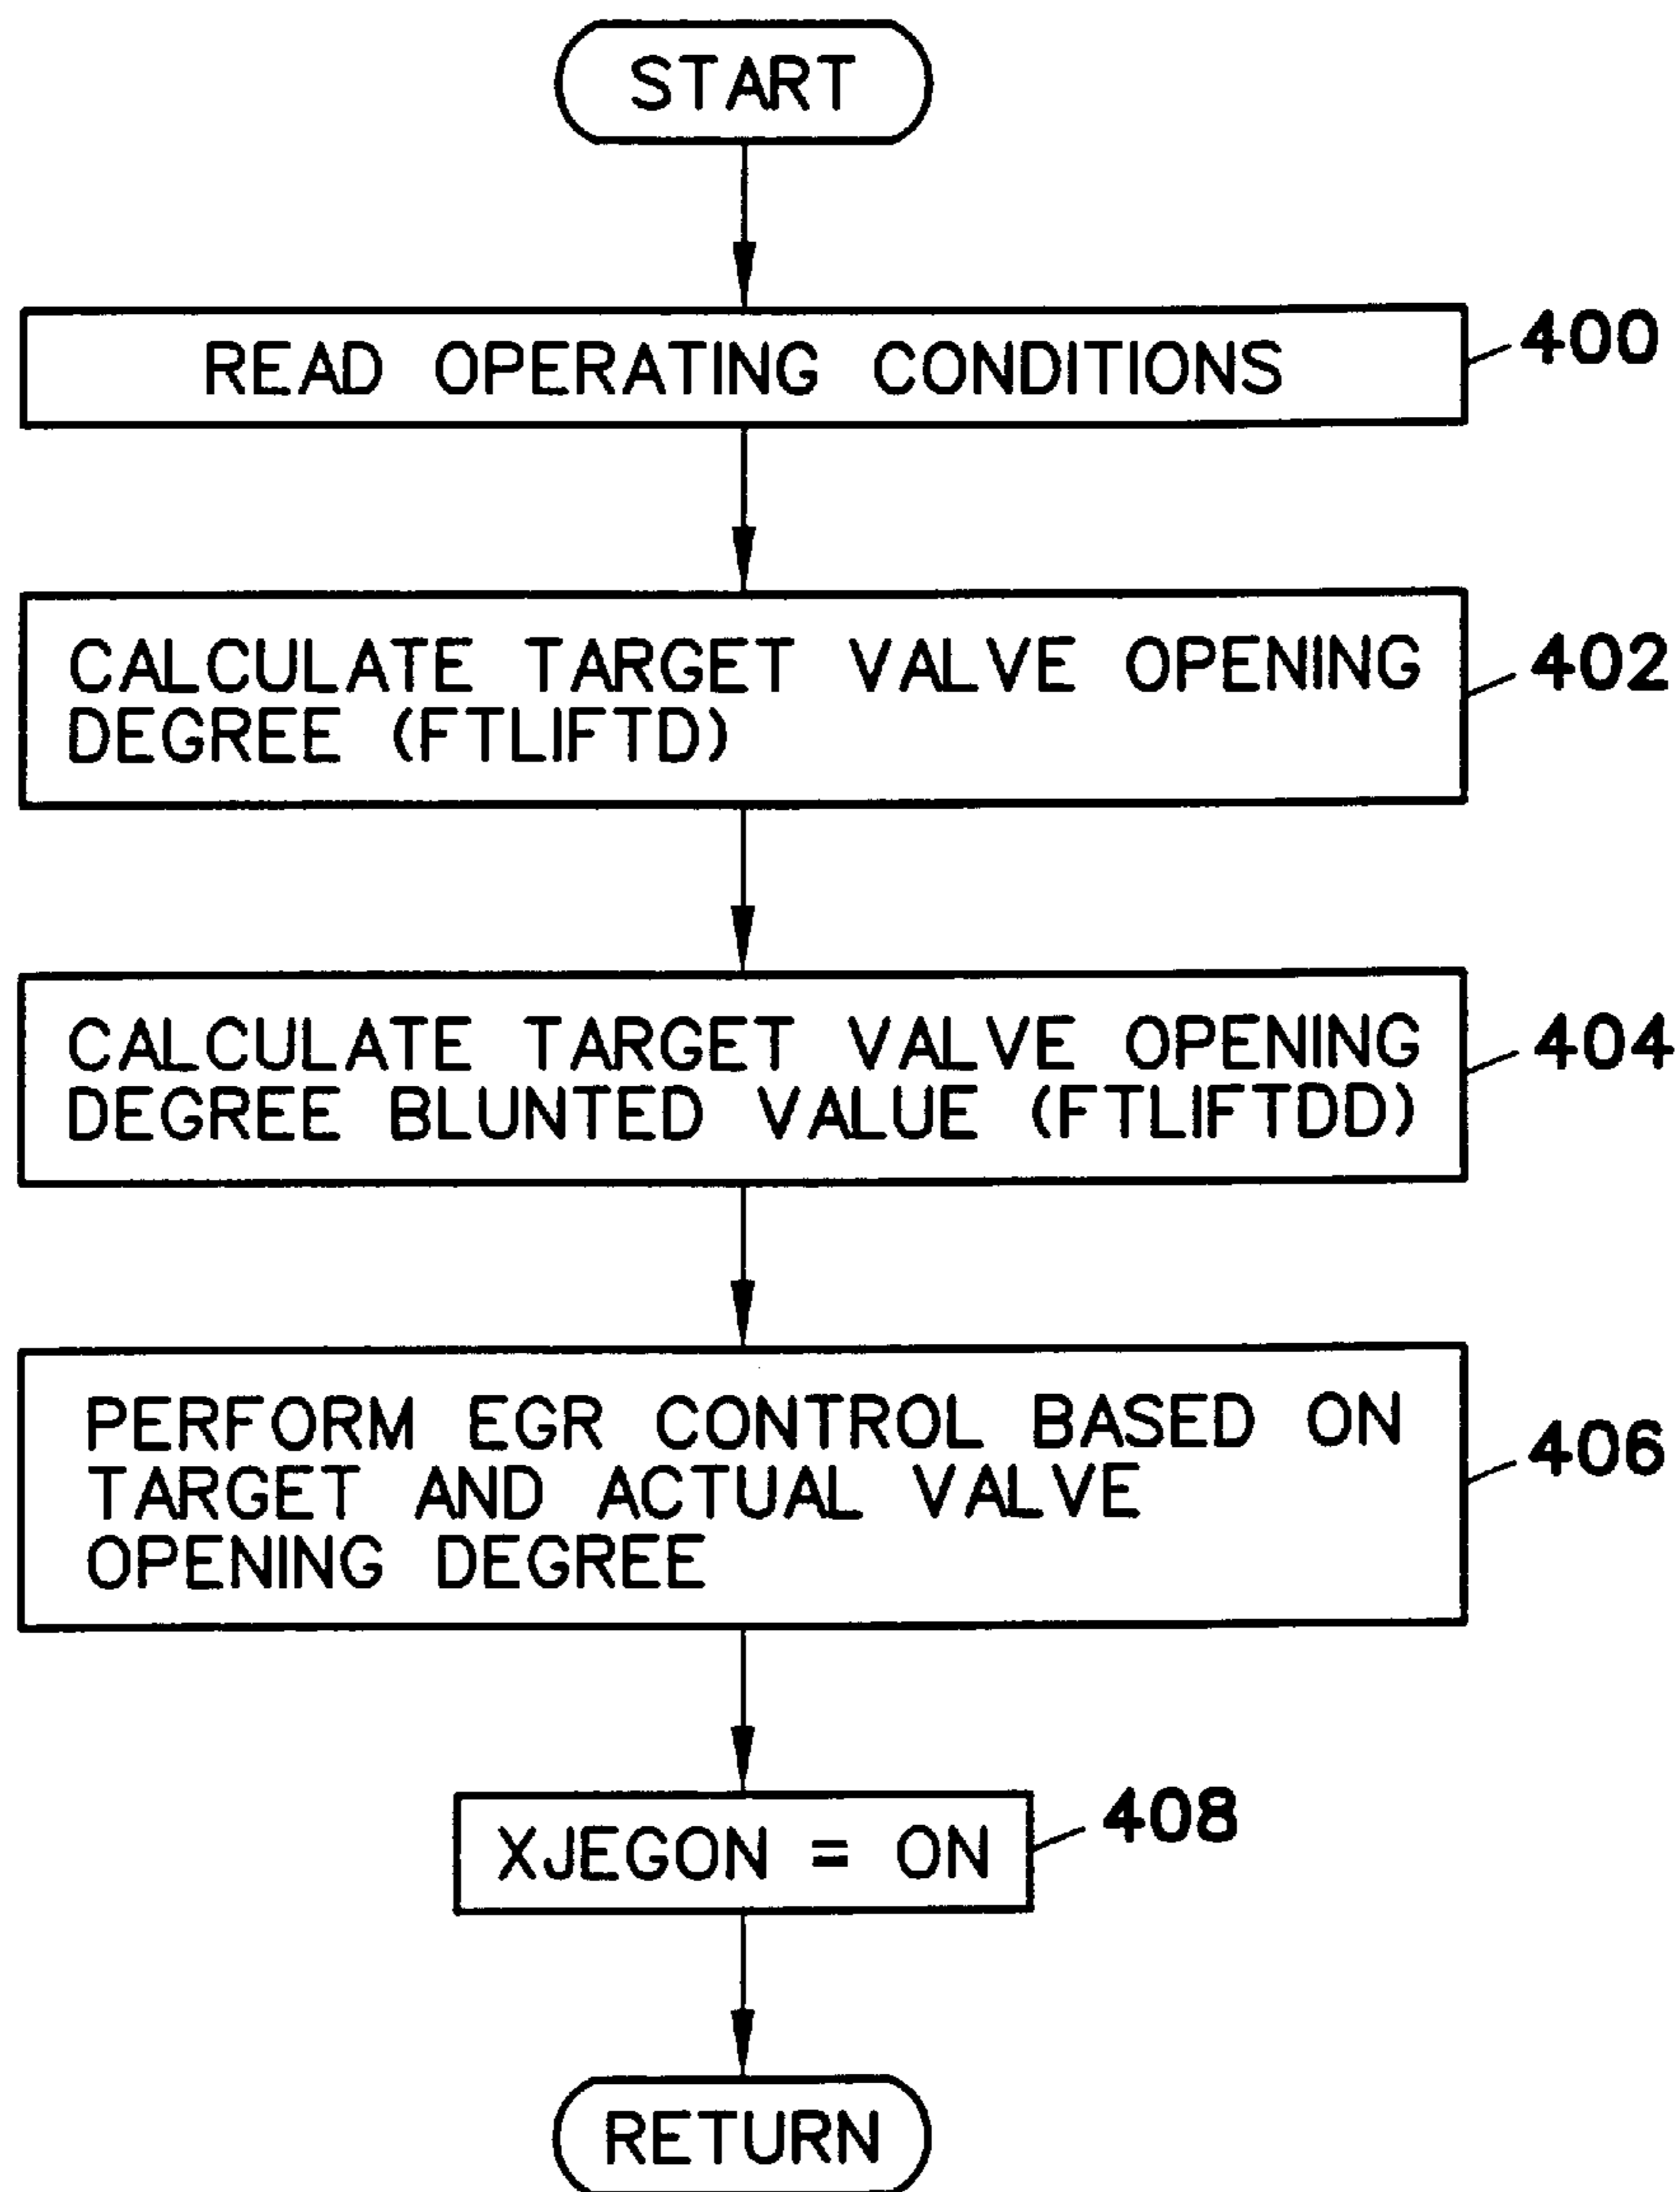 START
READ OPERATING CONDITIONS
400
CALCULATE TARGET VALVE OPENING
DEGREE (FTLIFTD)
402
CALCULATE TARGET VALVE OPENING
DEGREE BLUNTED VALUE (FTLIFTDD)
404
PERFORM EGR CONTROL BASED ON
TARGET AND ACTUAL VALVE
OPENING DEGREE
406
XJEGON = ON
408
RETURN